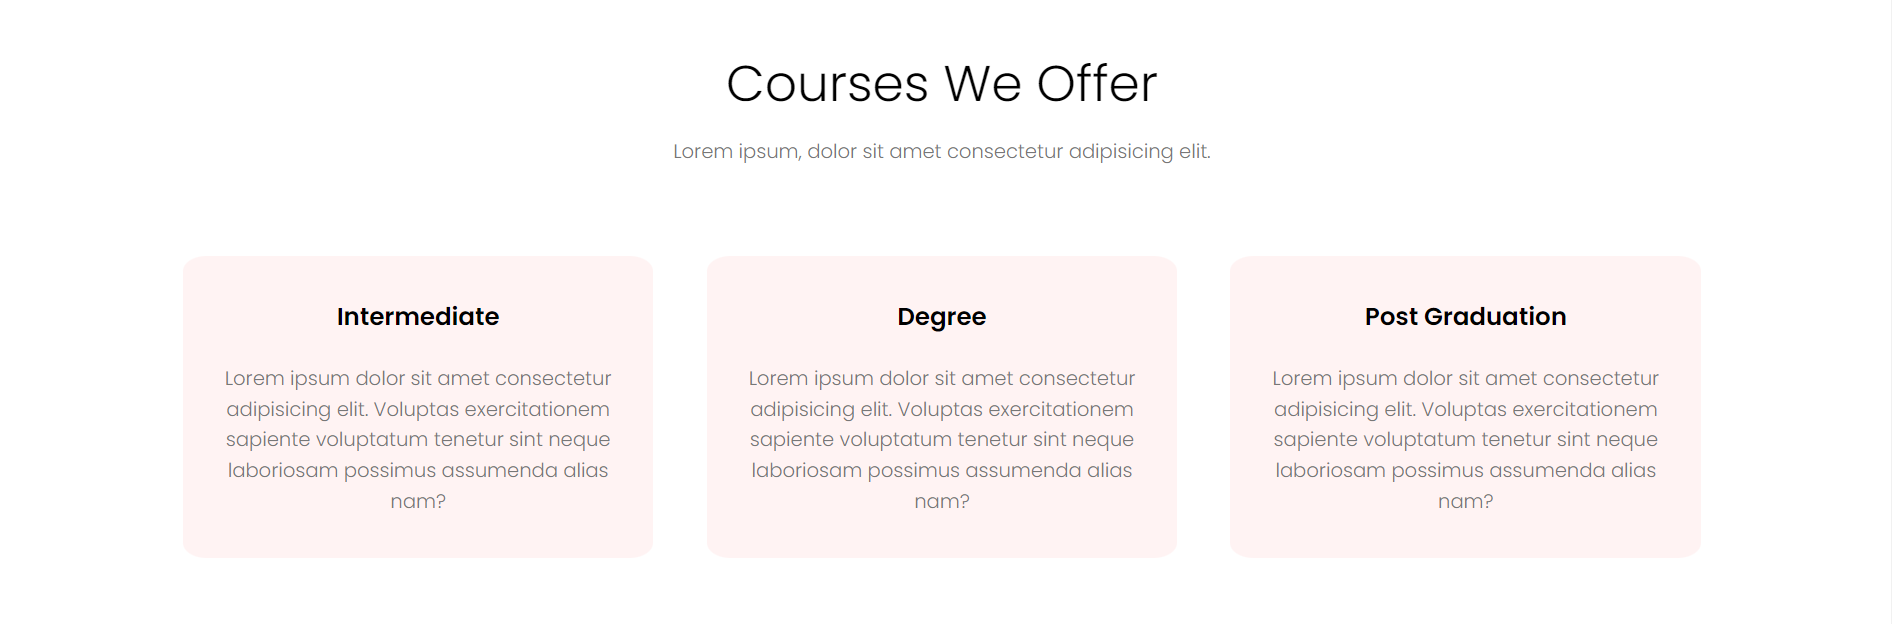 Courses We Offer
Lorem ipsum, dolor sit amet consectetur adipisicing elit.
Intermediate
Lorem ipsum dolor sit amet consectetur
adipisicing elit. Voluptas exercitationem
sapiente voluptatum tenetur sint neque
laboriosam possimus assumenda alias
nam?
Degree
Lorem ipsum dolor sit amet consectetur
adipisicing elit. Voluptas exercitationem
sapiente voluptatum tenetur sint neque
laboriosam possimus assumenda alias
nam?
Post Graduation
Lorem ipsum dolor sit amet consectetur
adipisicing elit. Voluptas exercitationem
sapiente voluptatum tenetur sint neque
laboriosam possimus assumenda alias
nam?